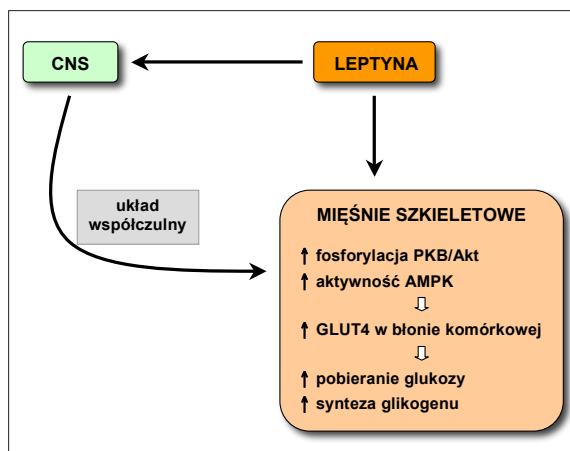 CNS
LEPTYNA
układ
współczulny
MIĘŚNIE SZKIELETOWE
↑ fosforylacja PKB/Akt
↑ aktywność AMPK
↑ GLUT4 w błonie komórkowej
↑ pobieranie glukozy
↑ synteza glikogenu